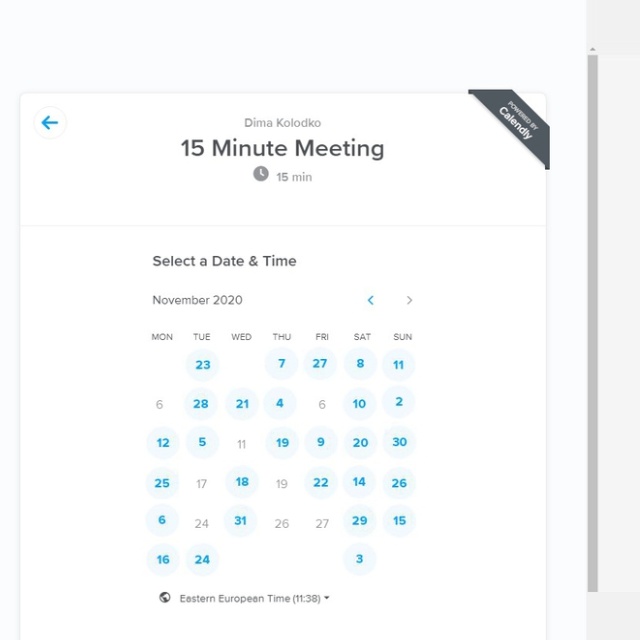 POWERED BY
Calendly
Dima Kolodko
15 Minute Meeting
15 min
Select a Date & Time
November 2020
MON TUE WED THU FRI SAT SUN
23 7 27 8 11
6 28 21 4 6 10 2
12 5 11 19 9 20 30
25 17 18 19 22 14 26
6 24 31 26 27 29 15
16 24 3
Eastern European Time (11:38)